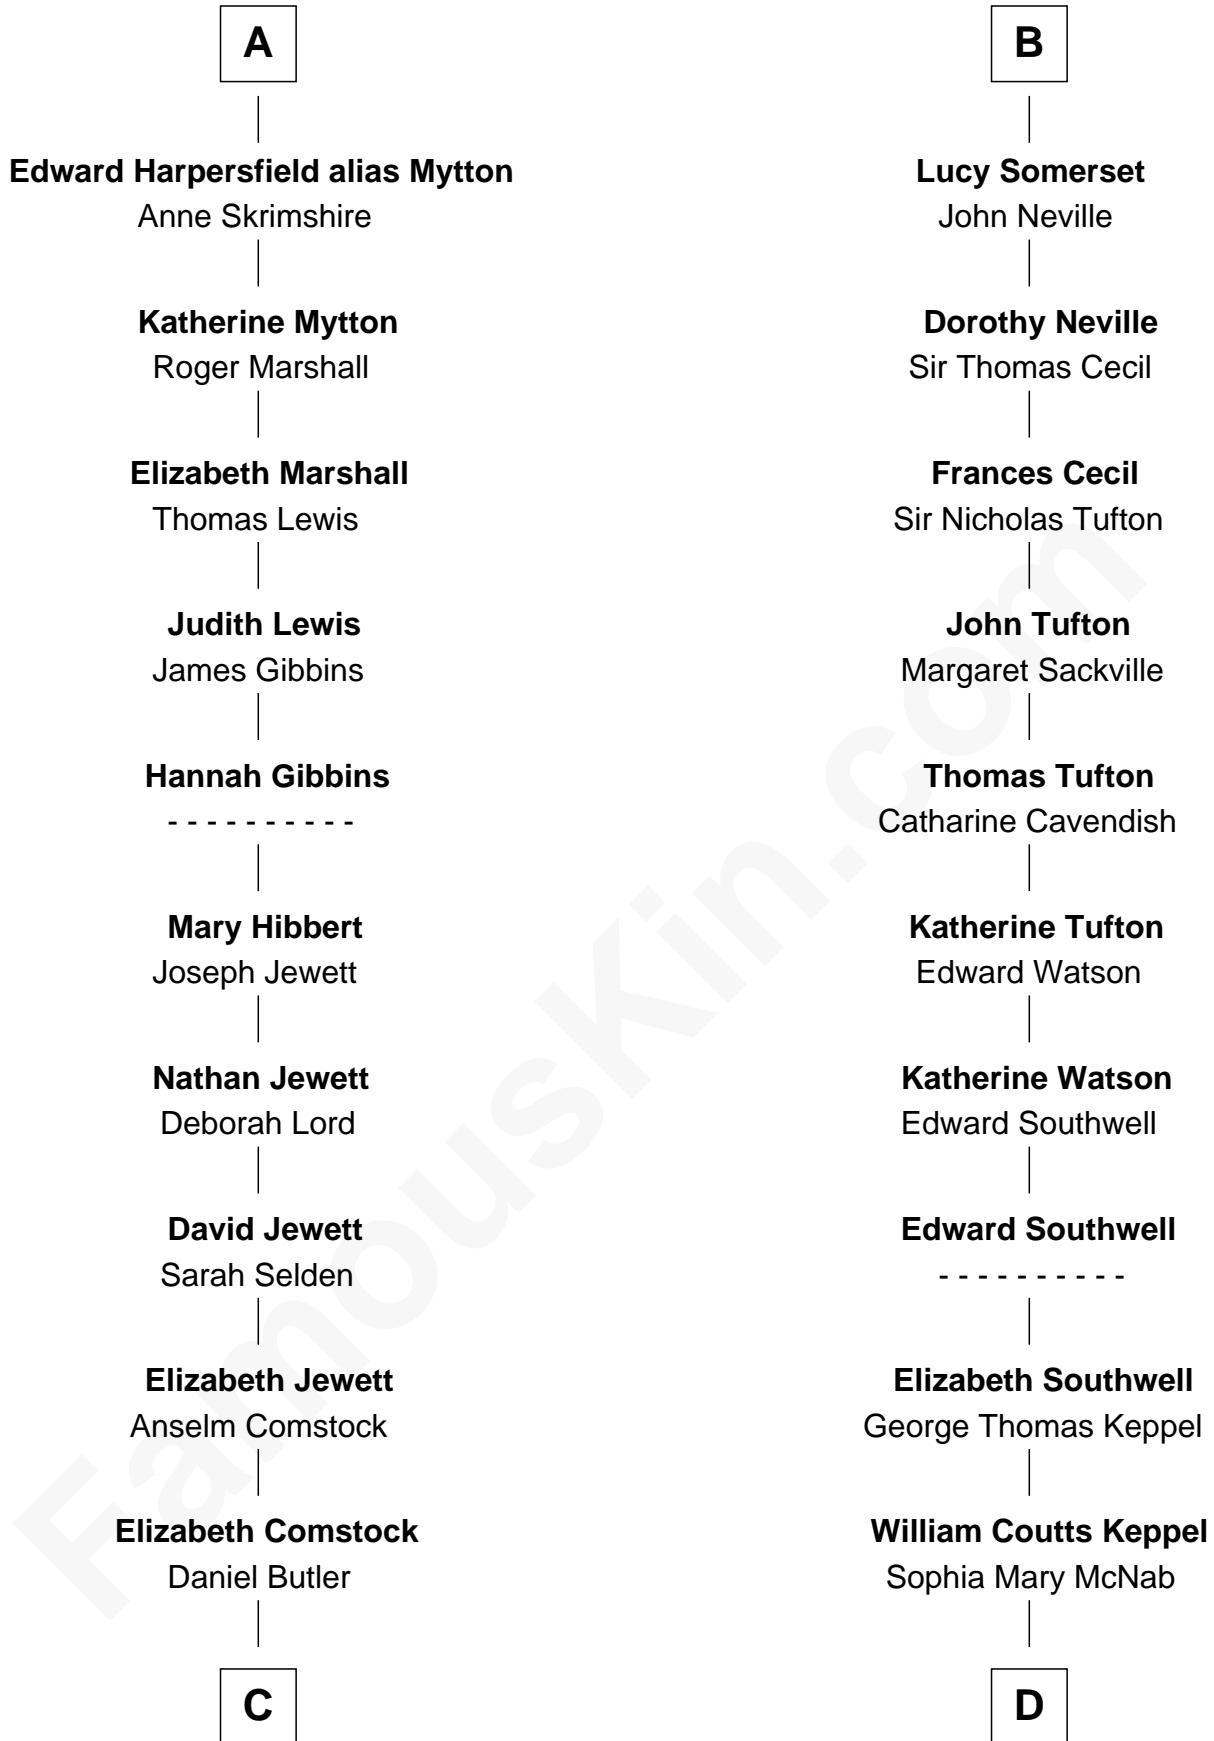 A
Edward Harpersfield alias Mytton
Anne Skrimshire
Katherine Mytton
Roger Marshall
Elizabeth Marshall
Thomas Lewis
Judith Lewis
James Gibbins
Hannah Gibbins
- - - - - - - - - -
Mary Hibbert
Joseph Jewett
Nathan Jewett
Deborah Lord
David Jewett
Sarah Selden
Elizabeth Jewett
Anselm Comstock
Elizabeth Comstock
Daniel Butler
C
B
Lucy Somerset
John Neville
Dorothy Neville
Sir Thomas Cecil
Frances Cecil
Sir Nicholas Tufton
John Tufton
Margaret Sackville
Thomas Tufton
Catharine Cavendish
Katherine Tufton
Edward Watson
Katherine Watson
Edward Southwell
Edward Southwell
- - - - - - - - - -
Elizabeth Southwell
George Thomas Keppel
William Coutts Keppel
Sophia Mary McNab
D
FamousKin.com